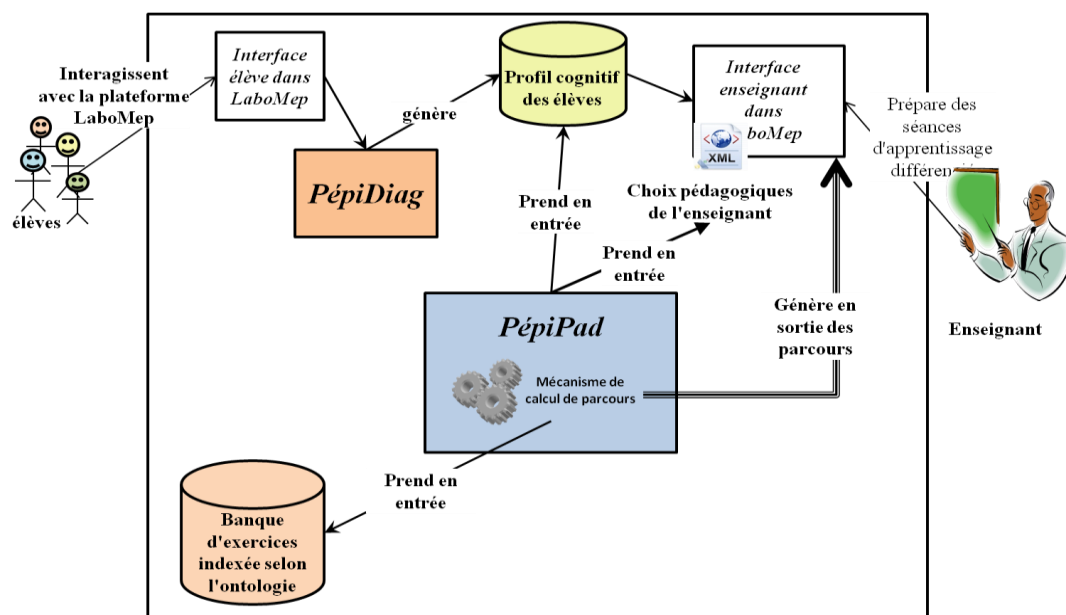 Interagissent
avec la plateforme
LaboMep
élèves
Interface
élève dans
LaboMep
génère
PépiDiag
Profil cognitif
des élèves
Interface
enseignant
dans
boMep
XML
Prépare des
séances
d'apprentissage
Enseignant
Prend en
entrée
Choix pédagogiques
de l'enseignant
Prend en
entrée
PépiPad
Mécanisme de
calcul de parcours
Génère en
sortie des
parcours
Prend en
entrée
Banque
d'exercices
indexée selon
l'ontologie